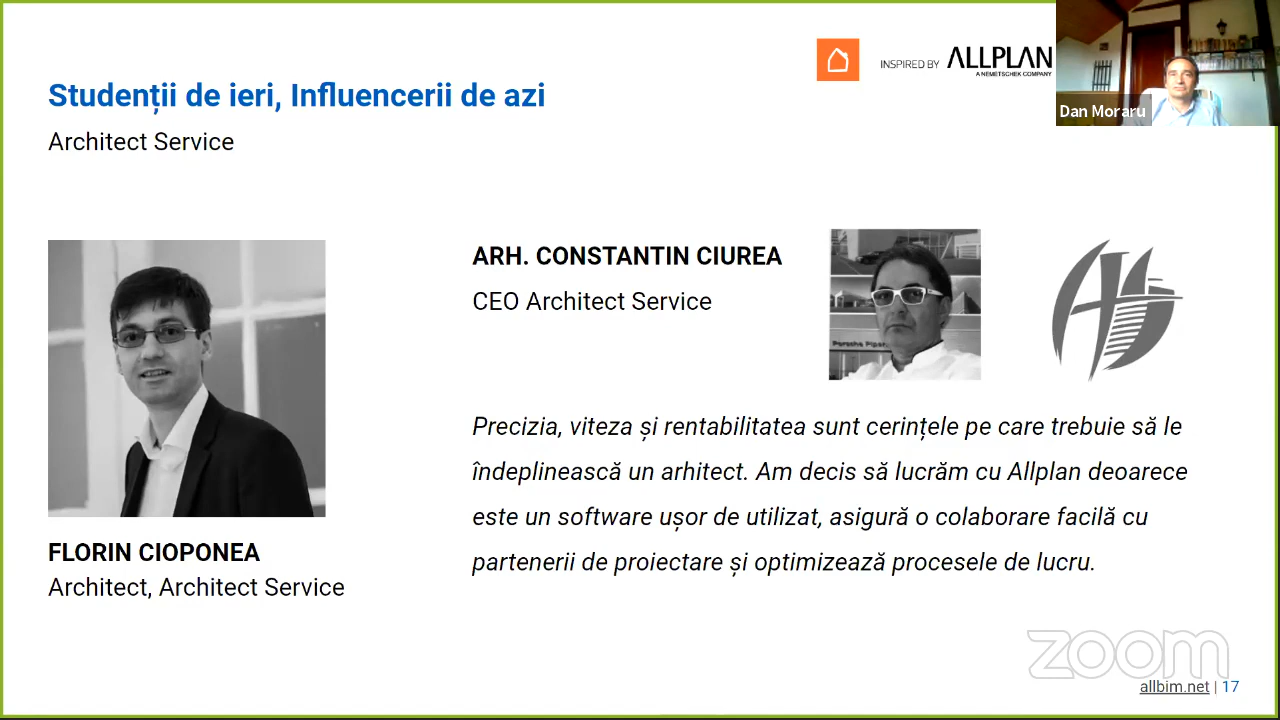 Studenții de ieri, Influencerii de azi
Architect Service
INSPIRED BY ALLPLAN
A NEMETSCHEK COMPANY
Dan Moraru
ARH. CONSTANTIN CIUREA
CEO Architect Service
Precizia, viteza și rentabilitatea sunt cerințele pe care trebuie să le
îndeplinească un arhitect. Am decis să lucrăm cu Allplan deoarece
este un software ușor de utilizat, asigură o colaborare facilă cu
partenerii de proiectare și optimizează procesele de lucru.
FLORIN CIOPONEA
Architect, Architect Service
zoom
allbim.net | 17